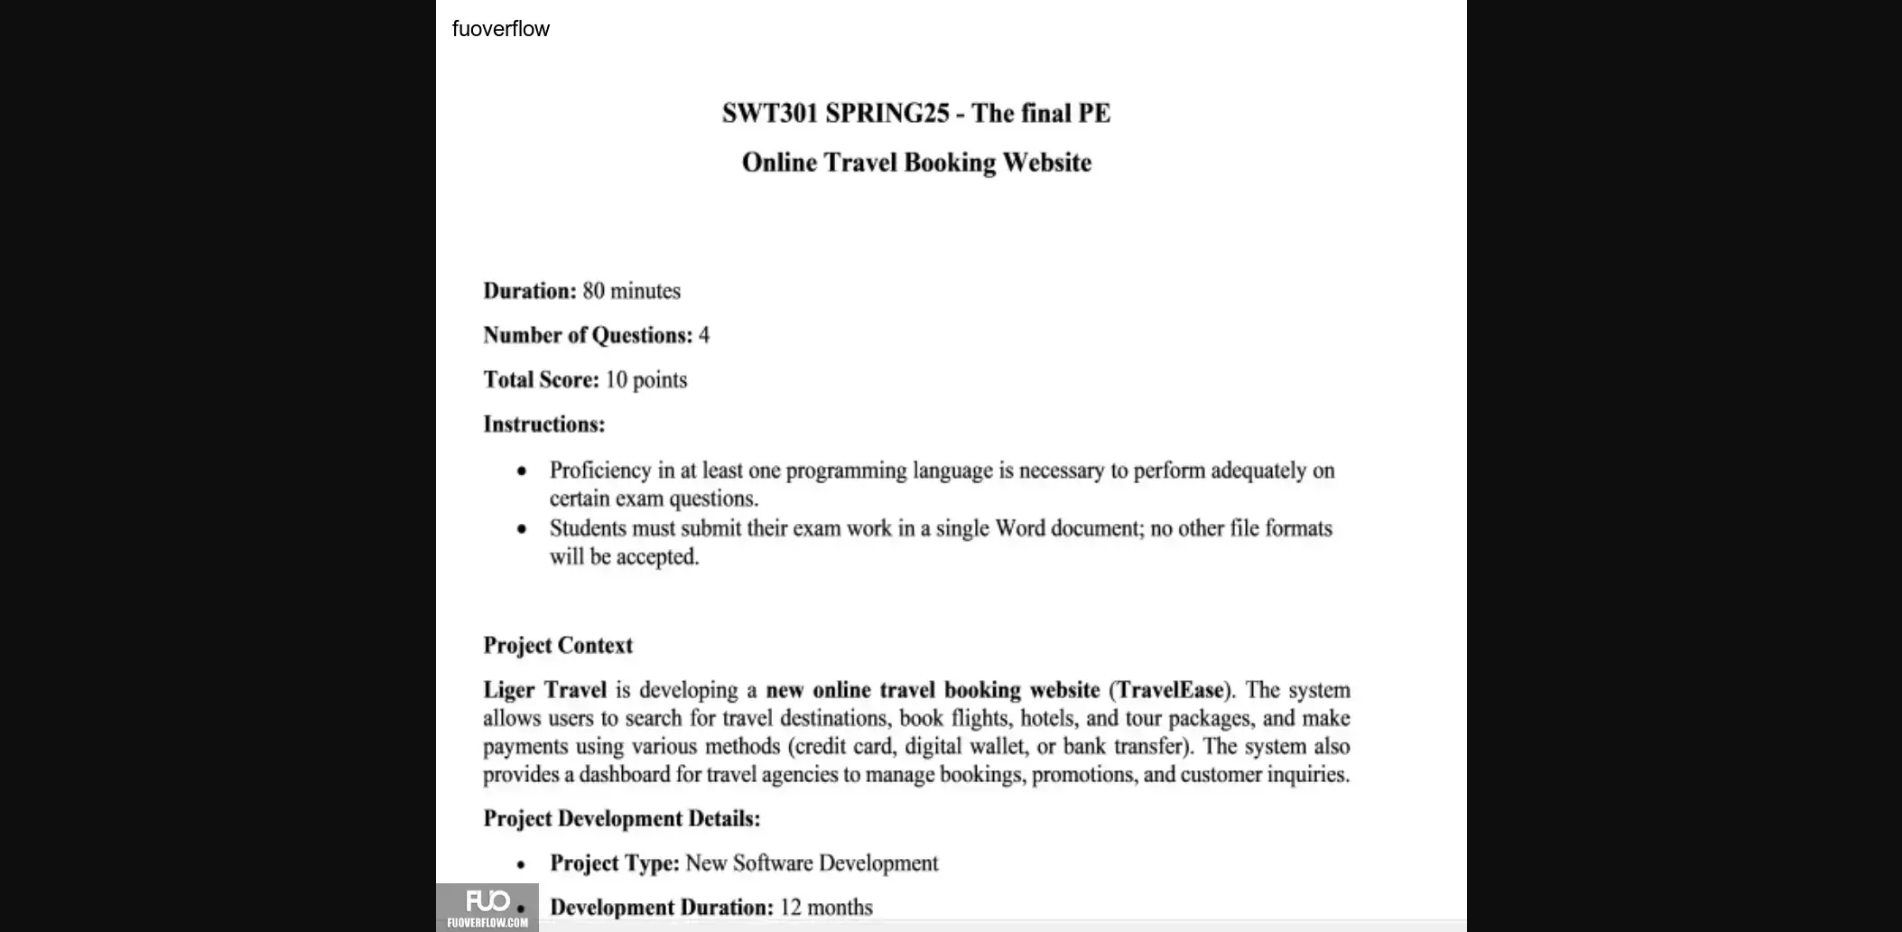 fuoverflow
SWT301 SPRING25 - The final PE
Online Travel Booking Website
Duration: 80 minutes
Number of Questions: 4
Total Score: 10 points
Instructions:
• Proficiency in at least one programming language is necessary to perform adequately on
certain exam questions.
• Students must submit their exam work in a single Word document; no other file formats
will be accepted.
Project Context
Liger Travel is developing a new online travel booking website (TravelEase). The system
allows users to search for travel destinations, book flights, hotels, and tour packages, and make
payments using various methods (credit card, digital wallet, or bank transfer). The system also
provides a dashboard for travel agencies to manage bookings, promotions, and customer inquiries.
Project Development Details:
• Project Type: New Software Development
• Development Duration: 12 months
FUO
FUOVERFLOW.COM